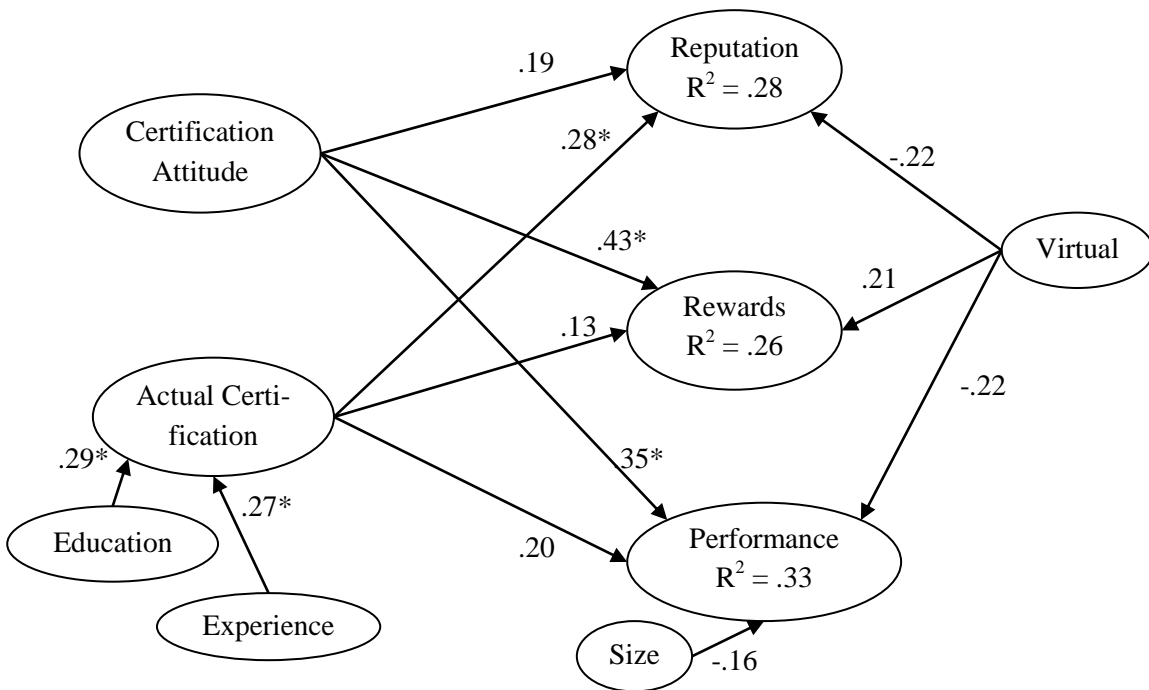 Reputation
R² = .28
.19
Certification
Attitude
.28*
-.22
.43*
Virtual
.21
Rewards
R² = .26
.13
Actual Certi-
fication
-.22
.29*
.35*
.27*
Education
.20
Performance
R² = .33
Experience
Size
-.16